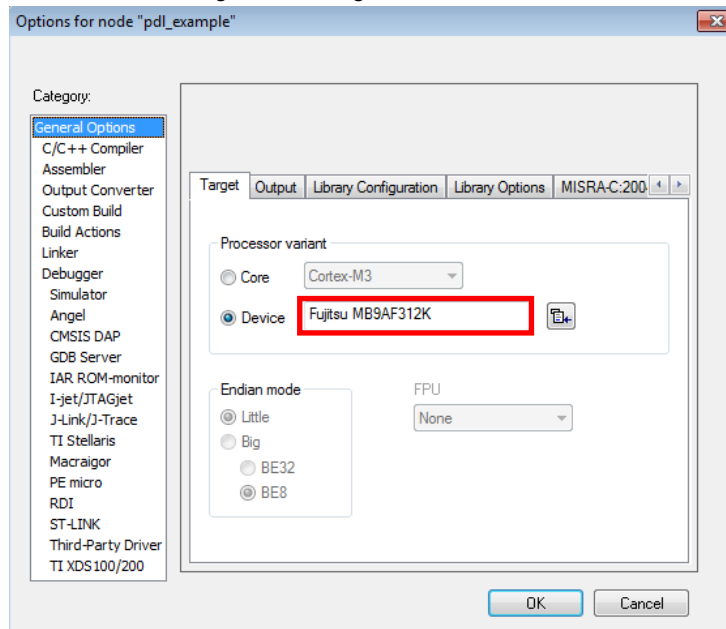 Options for node "pdl_example"
Category:
General Options
C/C++ Compiler
Assembler
Output Converter
Custom Build
Build Actions
Linker
Debugger
Simulator
Angel
CMSIS DAP
GDB Server
IAR ROM-monitor
I-jet/JTAGjet
J-Link/J-Trace
TI Stellaris
Macraigor
PE micro
RDI
ST-LINK
Third-Party Driver
TI XDS100/200
Target Output Library Configuration Library Options MISRA-C:200
Processor variant
Core Cortex-M3
Device Fujitsu MB9AF312K
Endian mode
Little
Big
BE32
BE8
FPU
None
OK Cancel